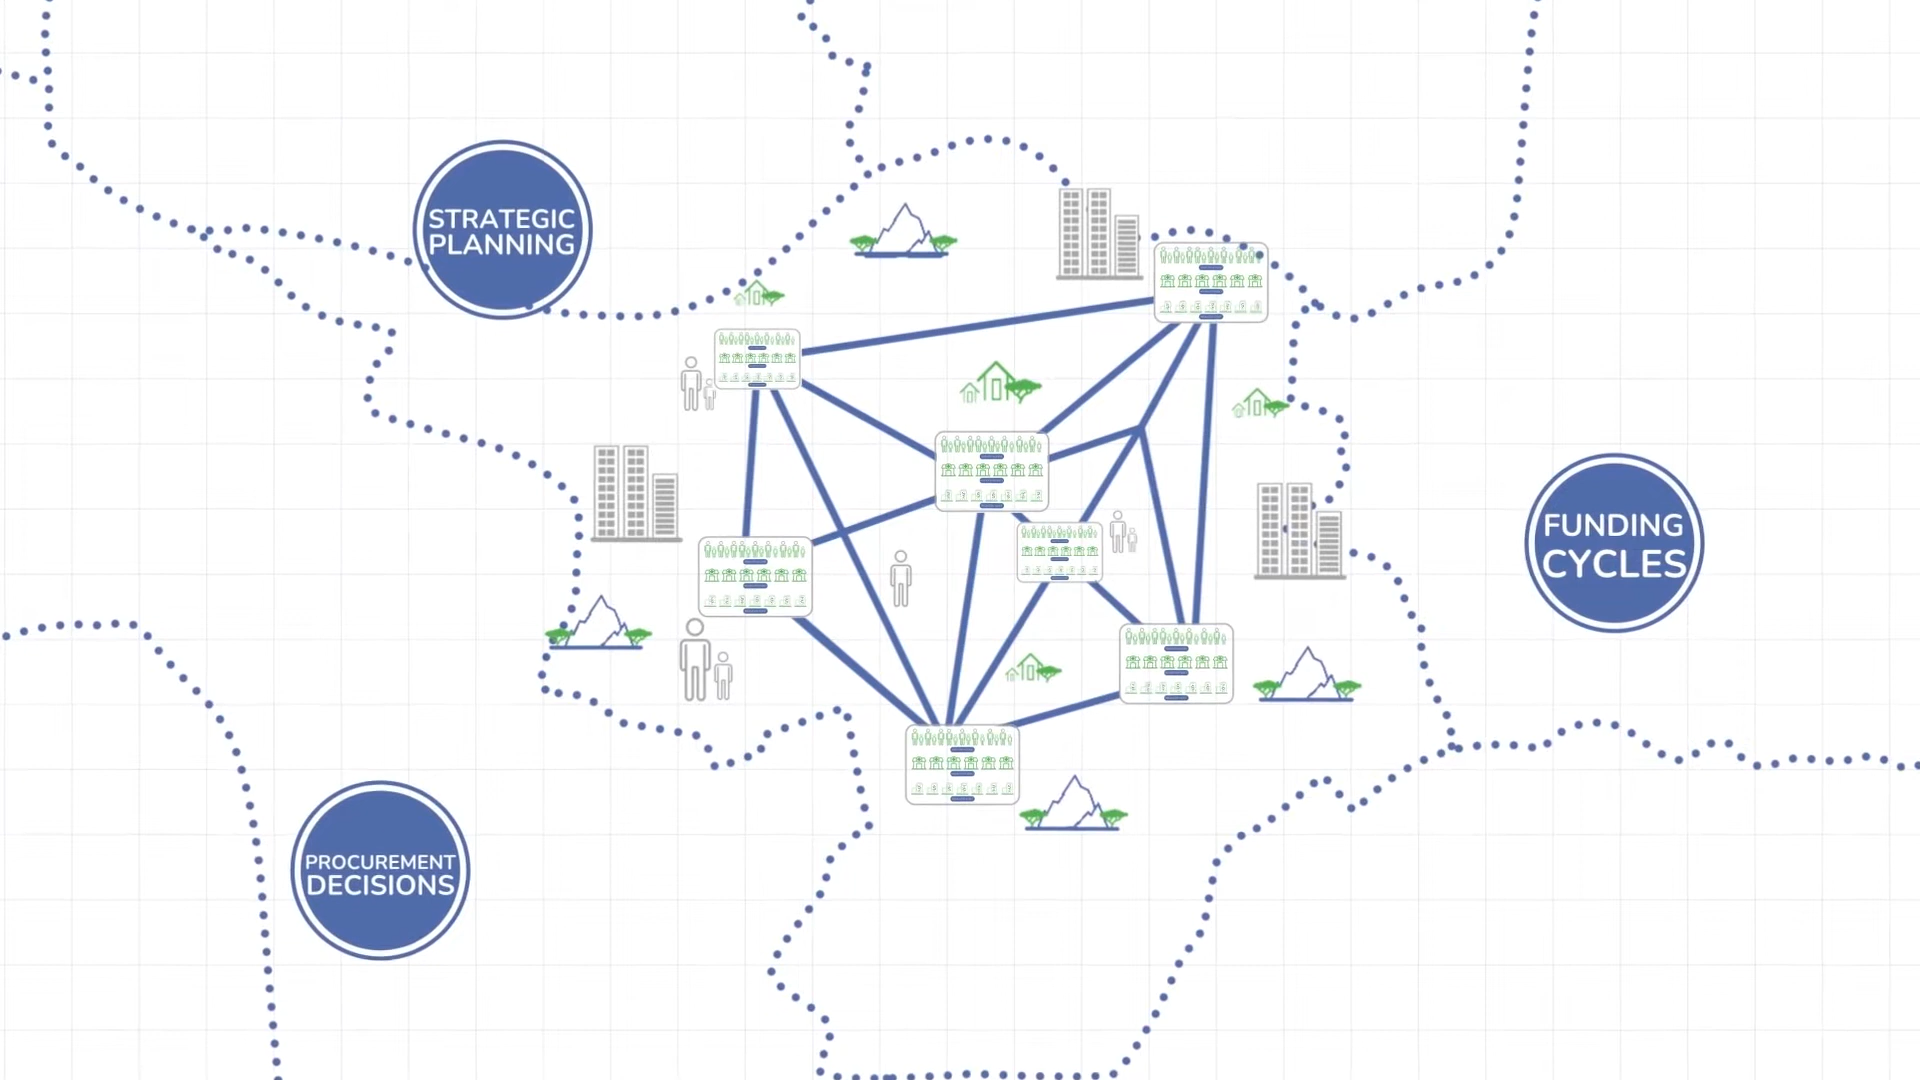 STRATEGIC
PLANNING
FUNDING
CYCLES
PROCUREMENT
DECISIONS